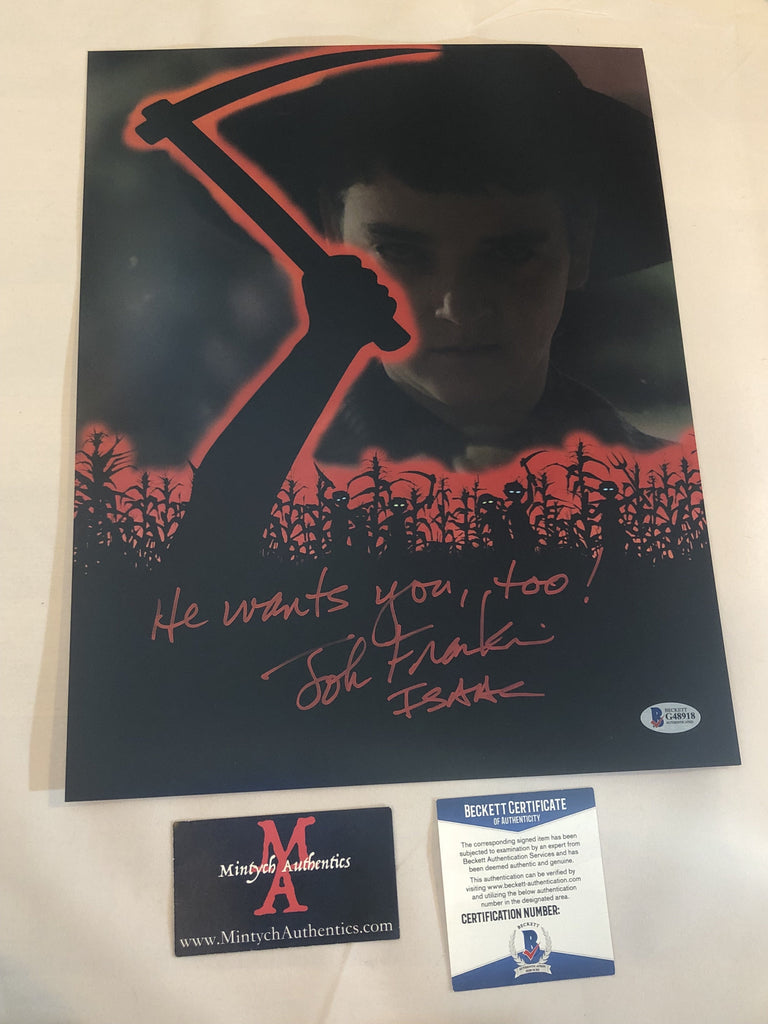 He wants you, too!
John Franklin
ISAAC
BECKETT
G48918
MA
Mintych Authentics
www.MintychAuthentics.com
BECKETT CERTIFICATE
OF AUTHENTICITY
The corresponding signed item has been
subjected to examination by an expert from
Beckett Authentication Services and has
been deemed authentic and genuine.
This authentication can be verified by
visiting www.beckett-authentication.com
and utilizing the below authentication
number in the designated area.
CERTIFICATION NUMBER:
BECKETT
B